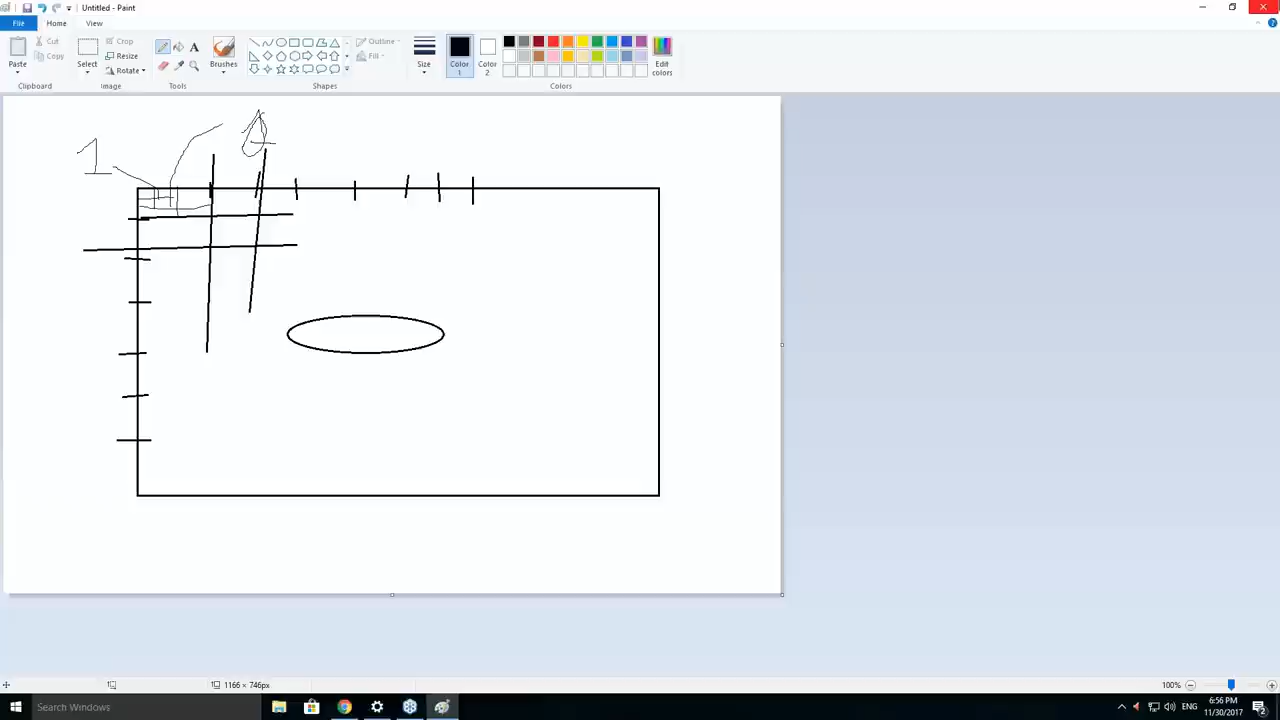 Untitled - Paint
File
Home
View
Paste
Cut
Copy
Clipboard
Select
Crop
Resize
Rotate
Image
Tools
Brushes
Shapes
Outline
Fill
Size
Color 1
Color 2
Edit colors
Colors
1
1166 × 746px
100%
Search Windows
ENG
6:56 PM
11/30/2017
2